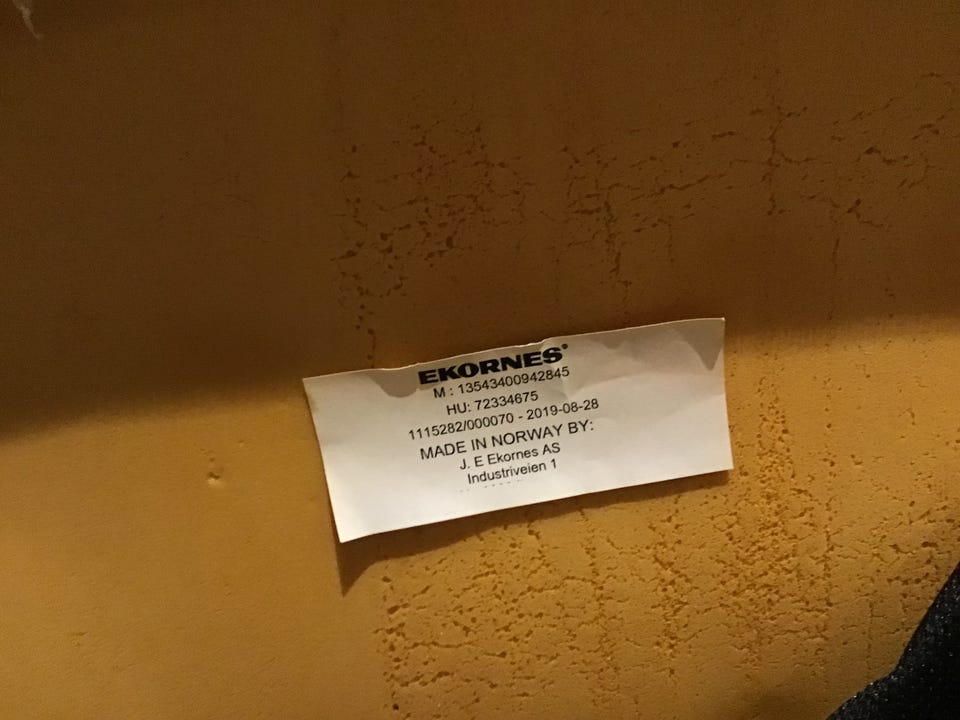 EKORNES®
M : 13543400942845
HU: 72334675
1115282/000070 - 2019-08-28
MADE IN NORWAY BY:
J. E Ekornes AS
Industriveien 1